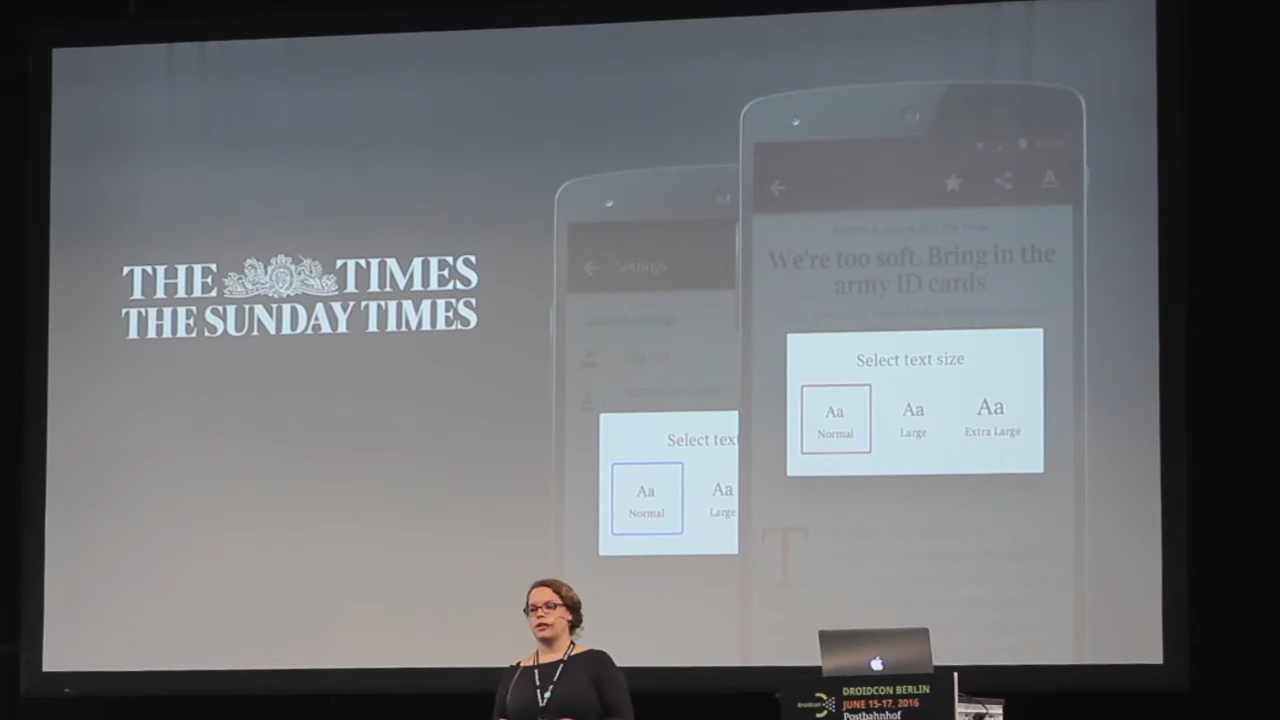 THE TIMES
THE SUNDAY TIMES
Settings
Select text
Aa
Normal
Aa
Large
We're too soft. Bring in the
army ID cards
Select text size
Aa
Normal
Aa
Large
Aa
Extra Large
T
droidcon
DROIDCON BERLIN
JUNE 15-17, 2016
Postbahnhof